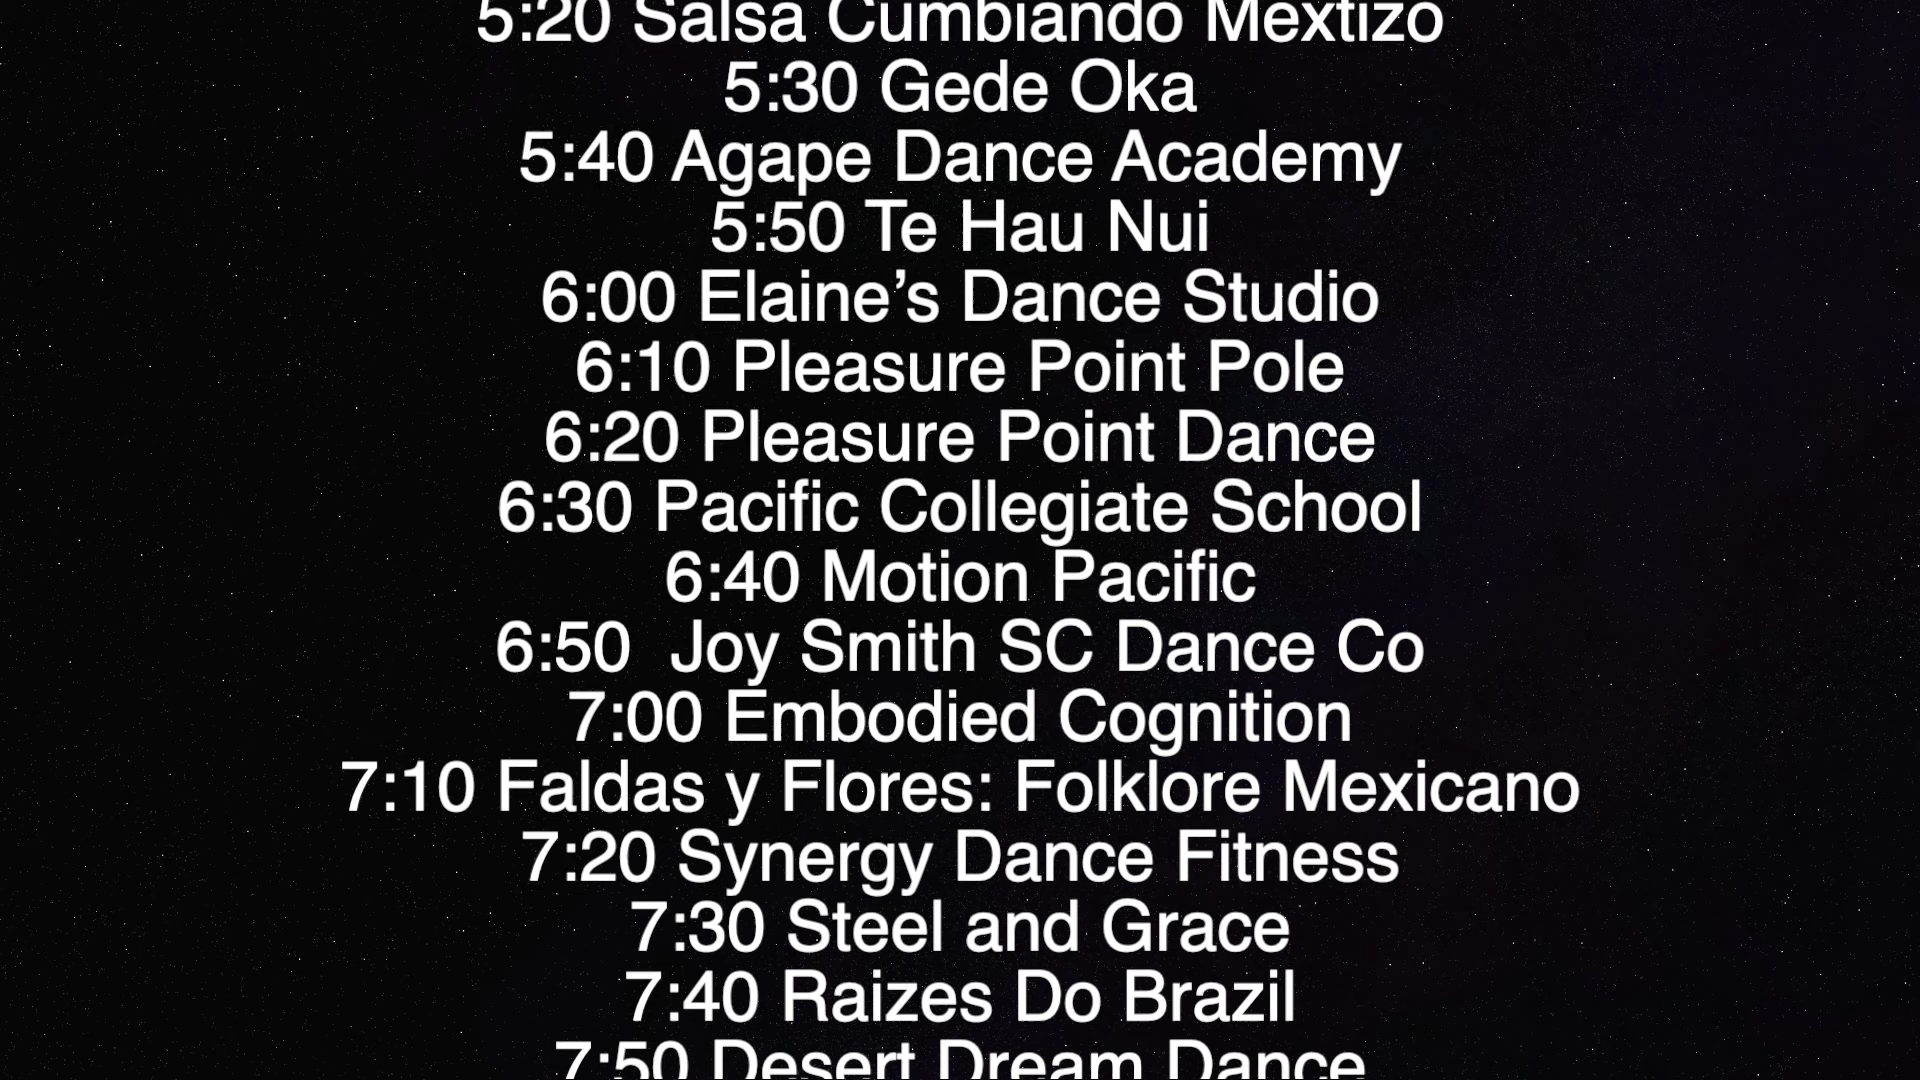 5:20 Salsa Cumbiando Mextizo
5:30 Gede Oka
5:40 Agape Dance Academy
5:50 Te Hau Nui
6:00 Elaine’s Dance Studio
6:10 Pleasure Point Pole
6:20 Pleasure Point Dance
6:30 Pacific Collegiate School
6:40 Motion Pacific
6:50  Joy Smith SC Dance Co
7:00 Embodied Cognition
7:10 Faldas y Flores: Folklore Mexicano
7:20 Synergy Dance Fitness
7:30 Steel and Grace
7:40 Raizes Do Brazil
7:50 Desert Dream Dance